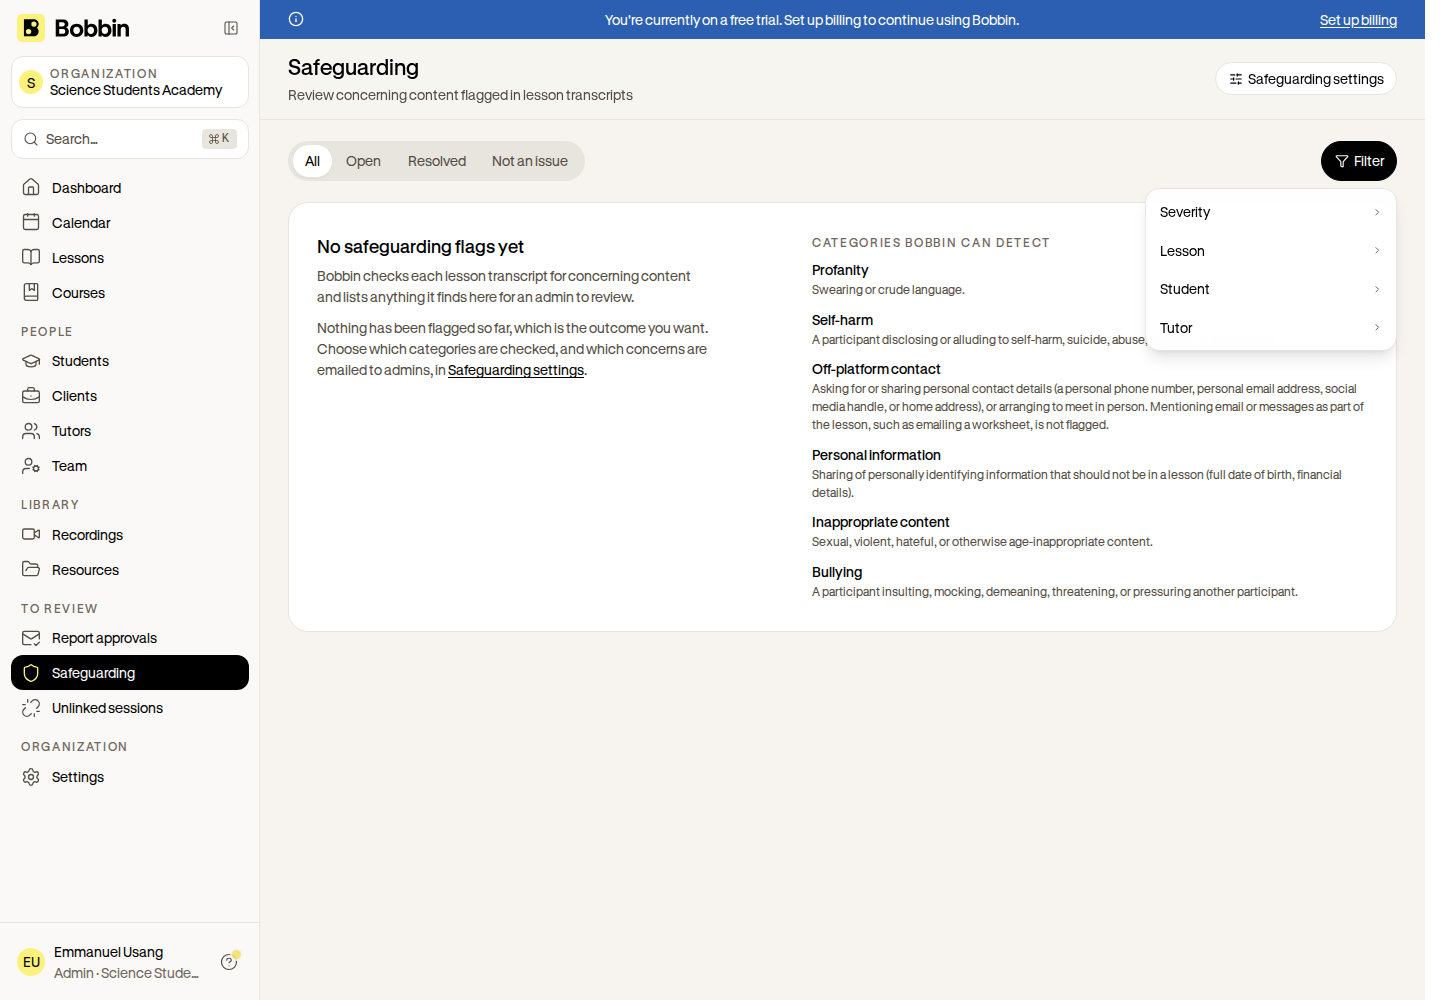 Bobbin
ORGANIZATION
S
Science Students Academy
Search...
⌘ K
Dashboard
Calendar
Lessons
Courses
PEOPLE
Students
Clients
Tutors
Team
LIBRARY
Recordings
Resources
TO REVIEW
Report approvals
Safeguarding
Unlinked sessions
ORGANIZATION
Settings
EU
Emmanuel Usang
Admin · Science Stude...
You're currently on a free trial. Set up billing to continue using Bobbin.
Set up billing
Safeguarding
Review concerning content flagged in lesson transcripts
Safeguarding settings
All
Open
Resolved
Not an issue
Filter
Severity
Lesson
Student
Tutor
No safeguarding flags yet
Bobbin checks each lesson transcript for concerning content
and lists anything it finds here for an admin to review.
Nothing has been flagged so far, which is the outcome you want.
Choose which categories are checked, and which concerns are
emailed to admins, in Safeguarding settings.
CATEGORIES BOBBIN CAN DETECT
Profanity
Swearing or crude language.
Self-harm
A participant disclosing or alluding to self-harm, suicide, abuse,
Off-platform contact
Asking for or sharing personal contact details (a personal phone number, personal email address, social
media handle, or home address), or arranging to meet in person. Mentioning email or messages as part of
the lesson, such as emailing a worksheet, is not flagged.
Personal information
Sharing of personally identifying information that should not be in a lesson (full date of birth, financial
details).
Inappropriate content
Sexual, violent, hateful, or otherwise age-inappropriate content.
Bullying
A participant insulting, mocking, demeaning, threatening, or pressuring another participant.